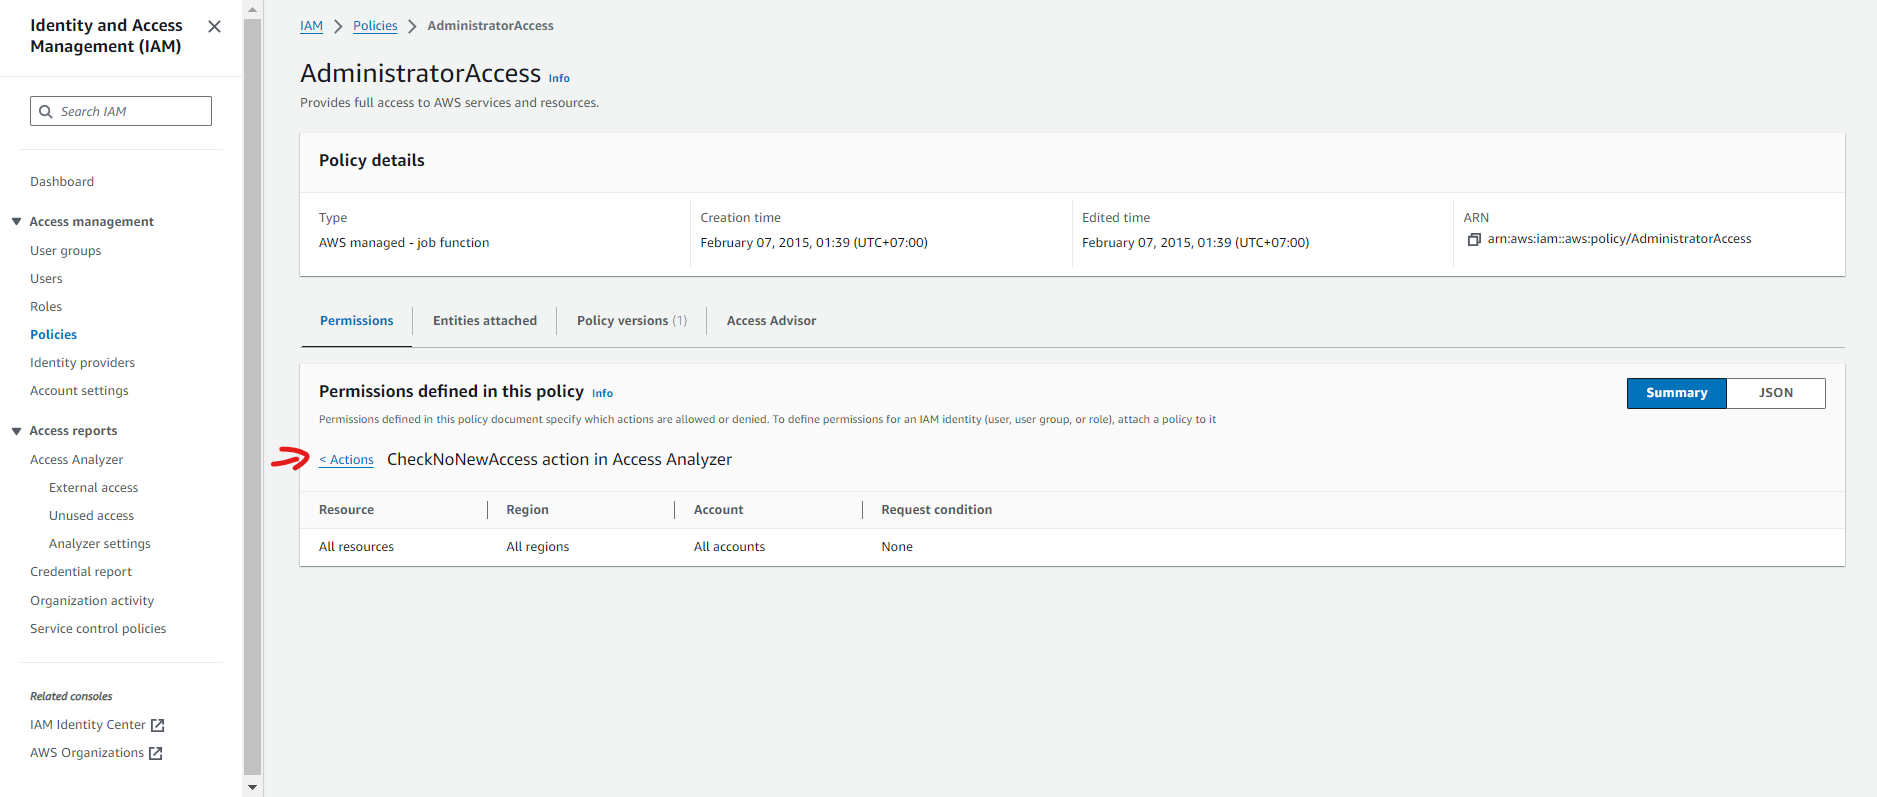 Identity and Access
Management (IAM)
Search IAM
Dashboard
Access management
User groups
Users
Roles
Policies
Identity providers
Account settings
Access reports
Access Analyzer
External access
Unused access
Analyzer settings
Credential report
Organization activity
Service control policies
Related consoles
IAM Identity Center
AWS Organizations
IAM > Policies > AdministratorAccess
AdministratorAccess Info
Provides full access to AWS services and resources.
Policy details
Type
AWS managed - job function
Creation time
February 07, 2015, 01:39 (UTC+07:00)
Edited time
February 07, 2015, 01:39 (UTC+07:00)
ARN
arn:aws:iam::aws:policy/AdministratorAccess
Permissions Entities attached Policy versions (1) Access Advisor
Permissions defined in this policy Info
Summary JSON
Permissions defined in this policy document specify which actions are allowed or denied. To define permissions for an IAM identity (user, user group, or role), attach a policy to it
< Actions CheckNoNewAccess action in Access Analyzer
Resource Region Account Request condition
All resources All regions All accounts None